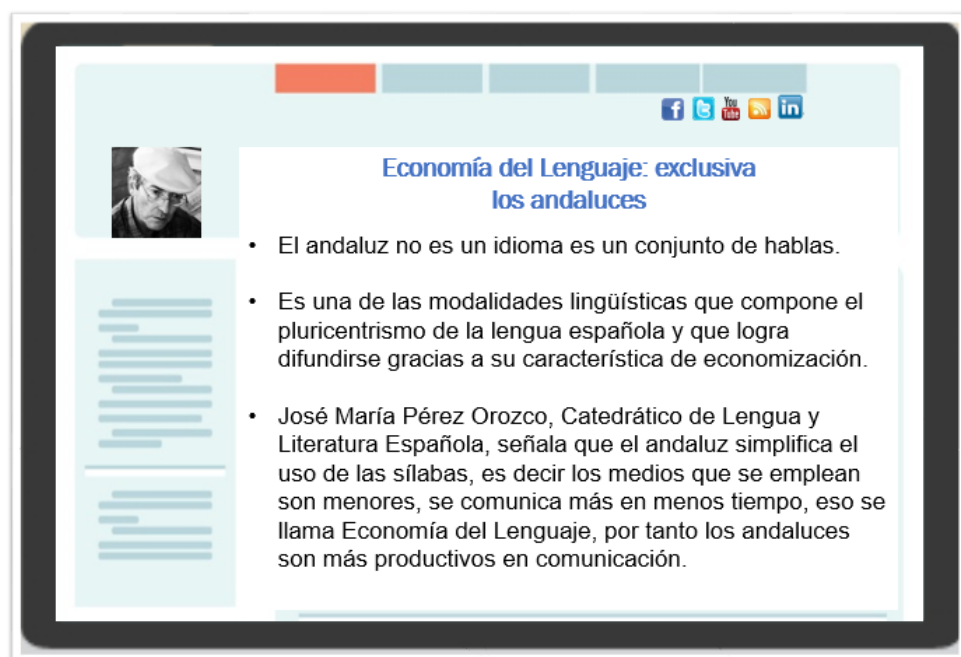 You
Tube
in
Economía del Lenguaje: exclusiva
los andaluces
• El andaluz no es un idioma es un conjunto de hablas.
• Es una de las modalidades lingüísticas que compone el
pluricentrismo de la lengua española y que logra
difundirse gracias a su característica de economización.
• José María Pérez Orozco, Catedrático de Lengua y
Literatura Española, señala que el andaluz simplifica el
uso de las sílabas, es decir los medios que se emplean
son menores, se comunica más en menos tiempo, eso se
llama Economía del Lenguaje, por tanto los andaluces
son más productivos en comunicación.